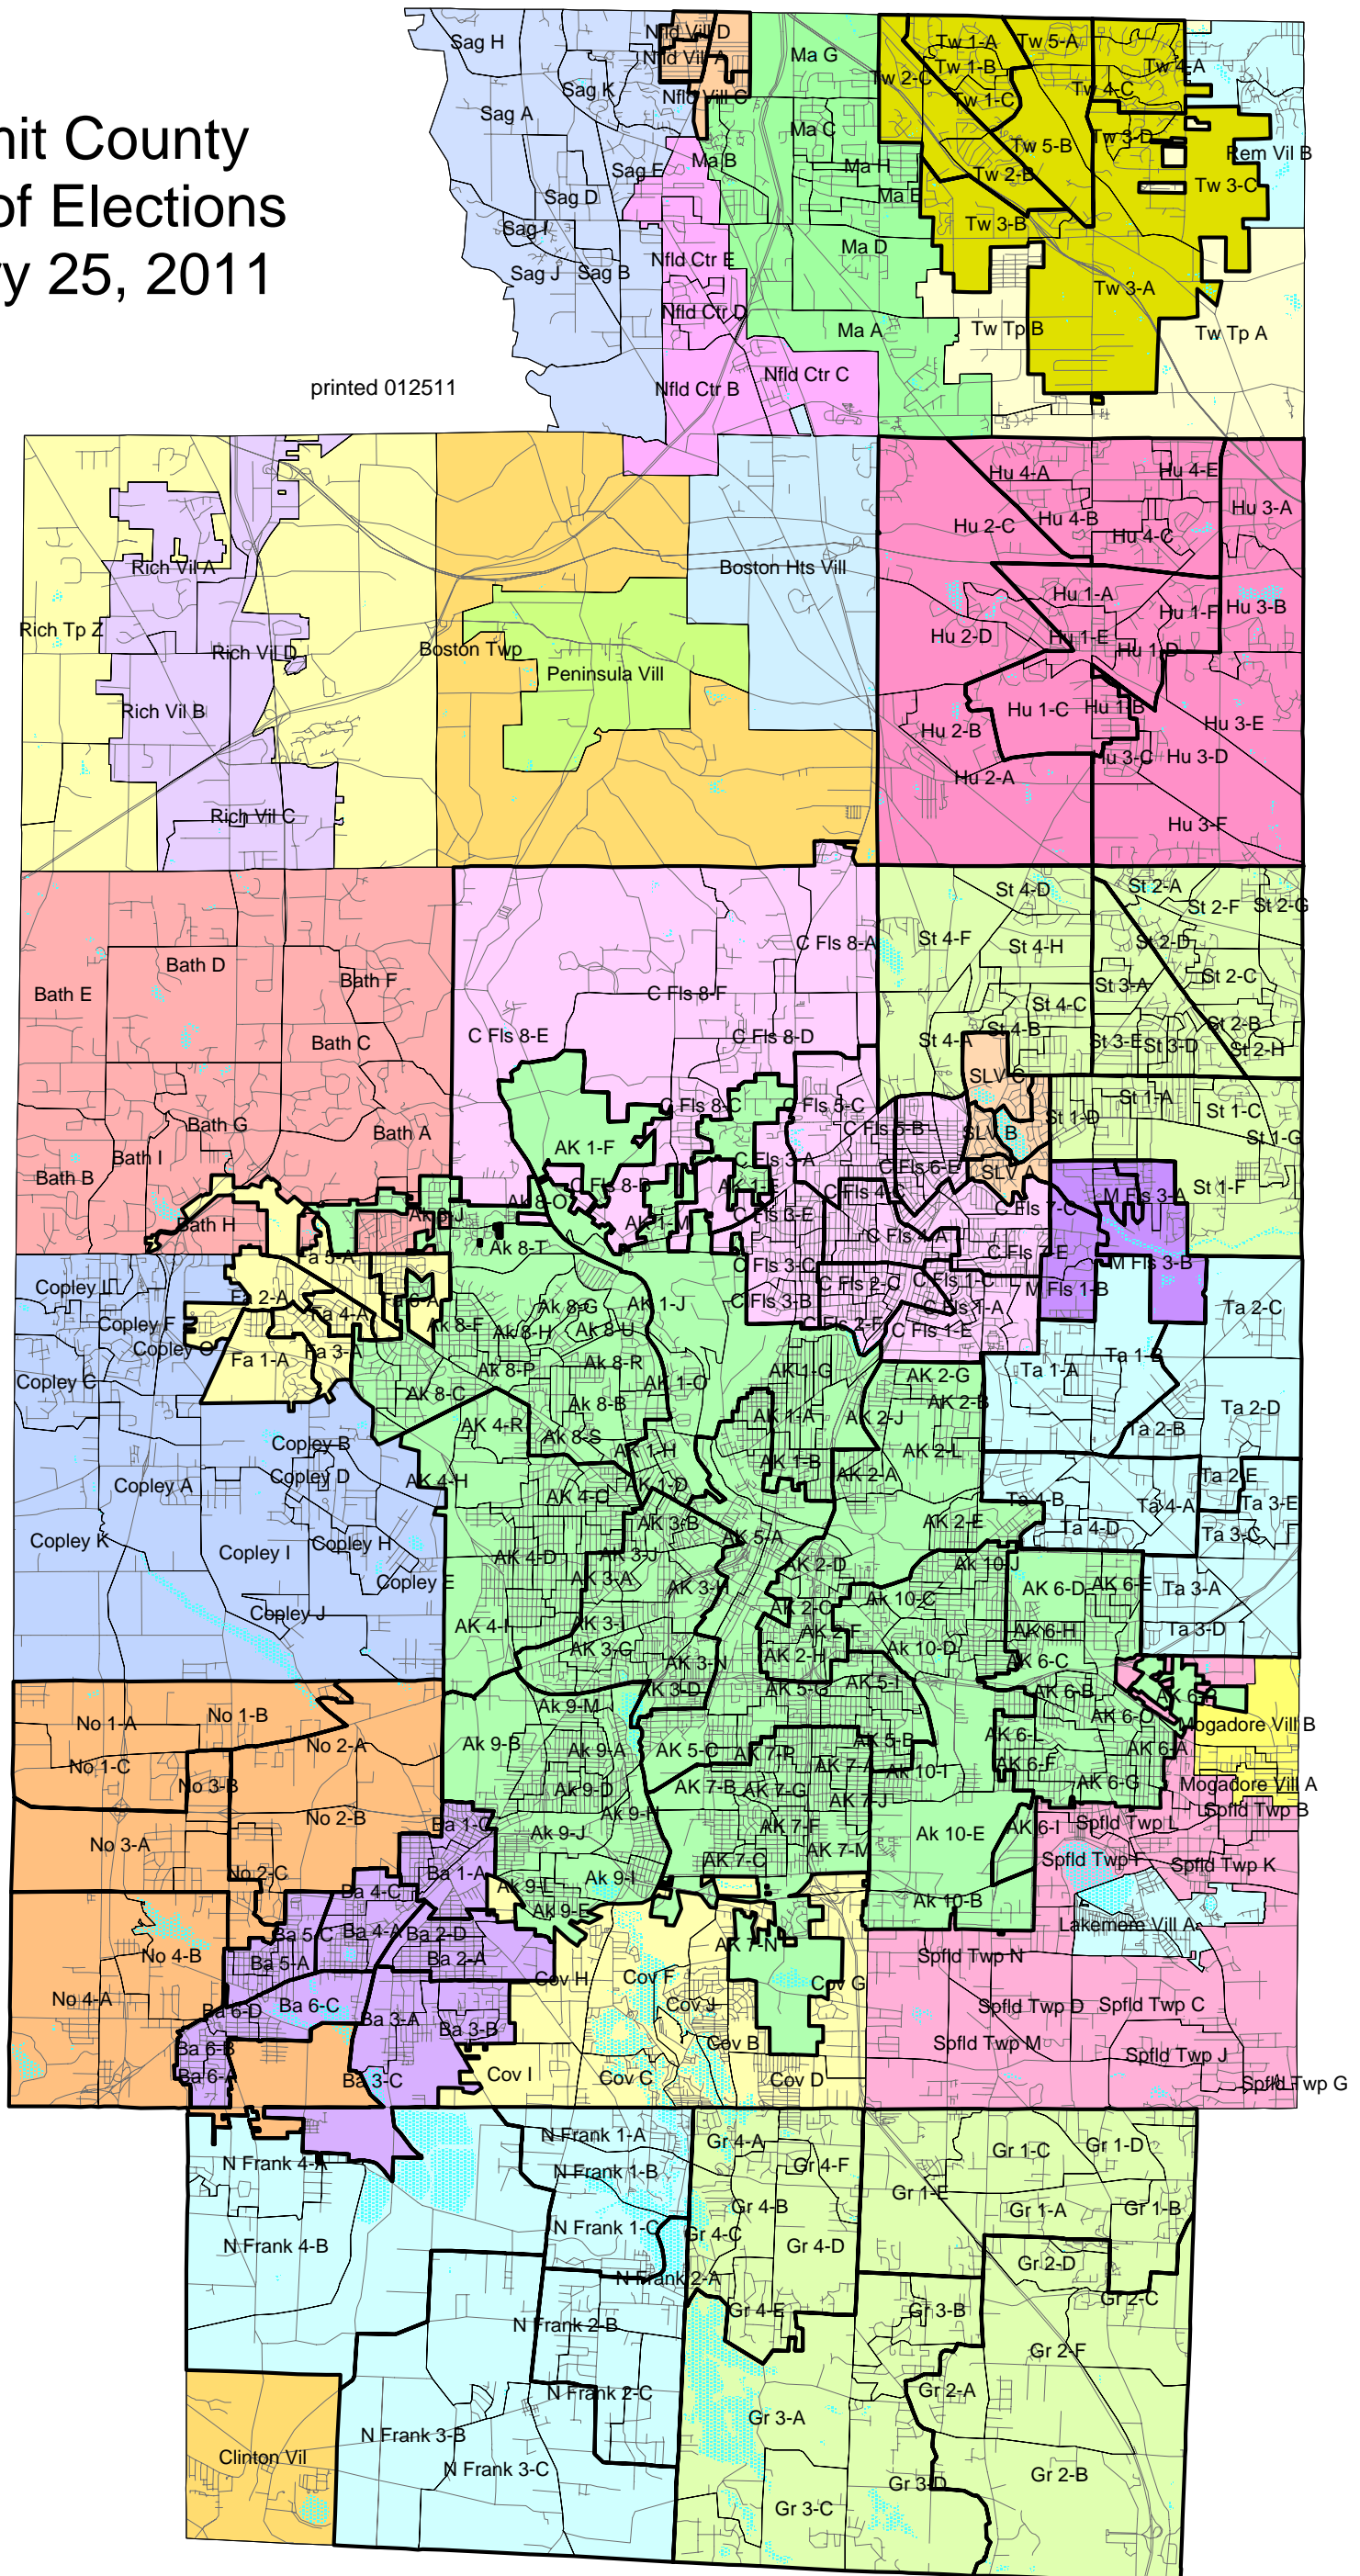 nit County
of Elections
y 25, 2011
printed 012511
Sag H
Nfld Vill D
Nfld Vill A
Ma G
Tw 1-A
Tw 5-A
Tw 2-C
Tw 1-B
Tw 4-A
Sag K
Nfld Vill C
Tw 1-C
Tw 4-C
Sag A
Ma C
Tw 5-B
Tw 3-D
Rem Vil B
Sag E
Ma B
Ma H
Tw 2-B
Tw 3-C
Sag D
Ma E
Sag I
Tw 3-B
Sag J
Sag B
Nfld Ctr E
Ma D
Tw 3-A
Nfld Ctr D
Ma A
Tw Tp B
Tw Tp A
Nfld Ctr B
Nfld Ctr C
Hu 4-A
Hu 4-E
Hu 3-A
Hu 2-C
Hu 4-B
Hu 4-C
Rich Vil A
Boston Hts Vill
Hu 1-A
Hu 1-F
Hu 3-B
Rich Tp Z
Rich Vil D
Boston Twp
Hu 2-D
Hu 1-E
Hu 1-D
Peninsula Vill
Rich Vil B
Hu 2-B
Hu 1-C
Hu 1-B
Hu 3-E
Hu 3-C
Hu 3-D
Hu 2-A
Rich Vil C
Hu 3-F
St 4-D
St 2-A
St 2-F
St 2-G
C Fls 8-A
St 4-F
St 4-H
St 2-D
Bath D
Bath F
Bath E
C Fls 8-F
St 3-A
St 2-C
St 4-C
C Fls 8-E
C Fls 8-D
Bath C
St 4-A
St 4-B
St 3-E
St 3-D
St 2-B
St 2-H
SLV C
St 1-A
C Fls 8-C
C Fls 5-C
St 1-D
St 1-C
Bath G
Bath A
AK 1-F
C Fls 5-B
SLV B
St 1-G
Bath I
C Fls 3-A
C Fls 6-E
SLV A
Bath B
C Fls 8-B
AK 1-E
C Fls 4-C
M Fls 3-A
St 1-F
Ak 8-O
C Fls 7-C
Bath H
Ak 8-J
AK 1-M
C Fls 3-E
C Fls 4-A
Fa 5-A
Ak 8-T
C Fls 7-E
C Fls 3-C
M Fls 3-B
Copley L
Fa 2-A
Fa 6-A
C Fls 2-C
C Fls 1-C
M Fls 1-B
Copley F
Fa 4-A
Ak 8-F
Ak 8-G
AK 1-J
C Fls 3-B
C Fls 1-A
Ta 2-C
Copley G
Fa 3-A
Ak 8-H
Ak 8-U
C Fls 2-F
C Fls 1-E
Fa 1-A
Ak 8-P
Ak 8-R
AK 1-G
Ta 1-A
Ta 1-B
Copley C
Ak 8-C
AK 1-O
AK 2-G
Ak 8-B
AK 2-B
Ta 2-D
AK 4-R
AK 1-A
AK 2-J
Ta 2-B
Copley B
Ak 8-S
AK 1-H
AK 1-B
AK 2-L
Copley D
AK 4-H
AK 1-D
AK 2-A
Ta 2-E
Copley A
AK 4-O
Ta 4-B
Ta 4-A
Ta 3-E
Copley K
AK 3-B
AK 5-A
AK 2-E
Ta 4-D
Ta 3-C
Copley I
Copley H
AK 4-D
AK 3-J
AK 2-D
Ak 10-J
Copley E
AK 3-A
AK 3-H
Ak 10-C
AK 6-D
AK 6-E
Ta 3-A
Copley J
AK 4-I
AK 3-I
AK 2-C
AK 2-F
AK 6-H
Ta 3-D
AK 3-G
AK 3-N
AK 2-H
Ak 10-D
AK 6-C
AK 3-D
AK 5-G
AK 5-I
AK 6-B
No 1-A
No 1-B
Ak 9-M
AK 6-O
Mogadore Vill B
No 2-A
Ak 9-B
Ak 9-A
AK 5-C
AK 7-P
AK 5-B
AK 6-L
AK 6-A
No 1-C
No 3-B
Ak 9-D
AK 7-B
AK 7-G
AK 7-A
Ak 10-I
AK 6-F
AK 6-G
Mogadore Vill A
AK 7-J
No 2-B
Ba 1-C
Ak 9-H
AK 7-F
AK 6-I
Spfld Twp L
Spfld Twp B
No 3-A
Ak 9-J
AK 7-M
Ak 10-E
Spfld Twp F
Spfld Twp K
No 2-C
Ba 1-A
AK 7-C
Ba 4-C
Ak 9-L
Ak 9-I
Ak 10-B
Ak 9-E
Lakemore Vill A
Ba 5-C
Ba 4-A
Ba 2-D
AK 7-N
No 4-B
Ba 5-A
Ba 2-A
Spfld Twp N
Cov H
Cov F
Cov G
No 4-A
Ba 6-D
Ba 6-C
Ba 3-A
Cov J
Spfld Twp D
Spfld Twp C
Ba 3-B
Cov B
Spfld Twp M
Ba 6-B
Spfld Twp J
Ba 6-A
Ba 3-C
Cov I
Cov C
Cov D
Spfld Twp G
N Frank 1-A
Gr 4-A
Gr 1-C
Gr 1-D
N Frank 4-A
N Frank 1-B
Gr 4-F
Gr 1-E
Gr 4-B
Gr 1-A
Gr 1-B
N Frank 1-C
Gr 4-C
N Frank 4-B
Gr 4-D
Gr 2-D
N Frank 2-A
Gr 2-C
Gr 4-E
Gr 3-B
N Frank 2-B
Gr 2-F
N Frank 2-C
Gr 2-A
Gr 3-A
N Frank 3-B
Clinton Vil
N Frank 3-C
Gr 3-D
Gr 2-B
Gr 3-C